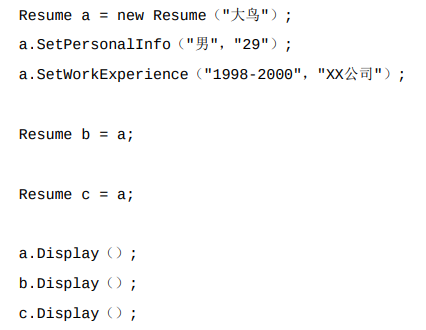 Resume a = new Resume（"大鸟"）;
a.SetPersonalInfo（"男"，"29"）;
a.SetWorkExperience（"1998-2000"，"XX公司"）;
Resume b = a;
Resume c = a;
a.Display（）;
b.Display（）;
c.Display（）;